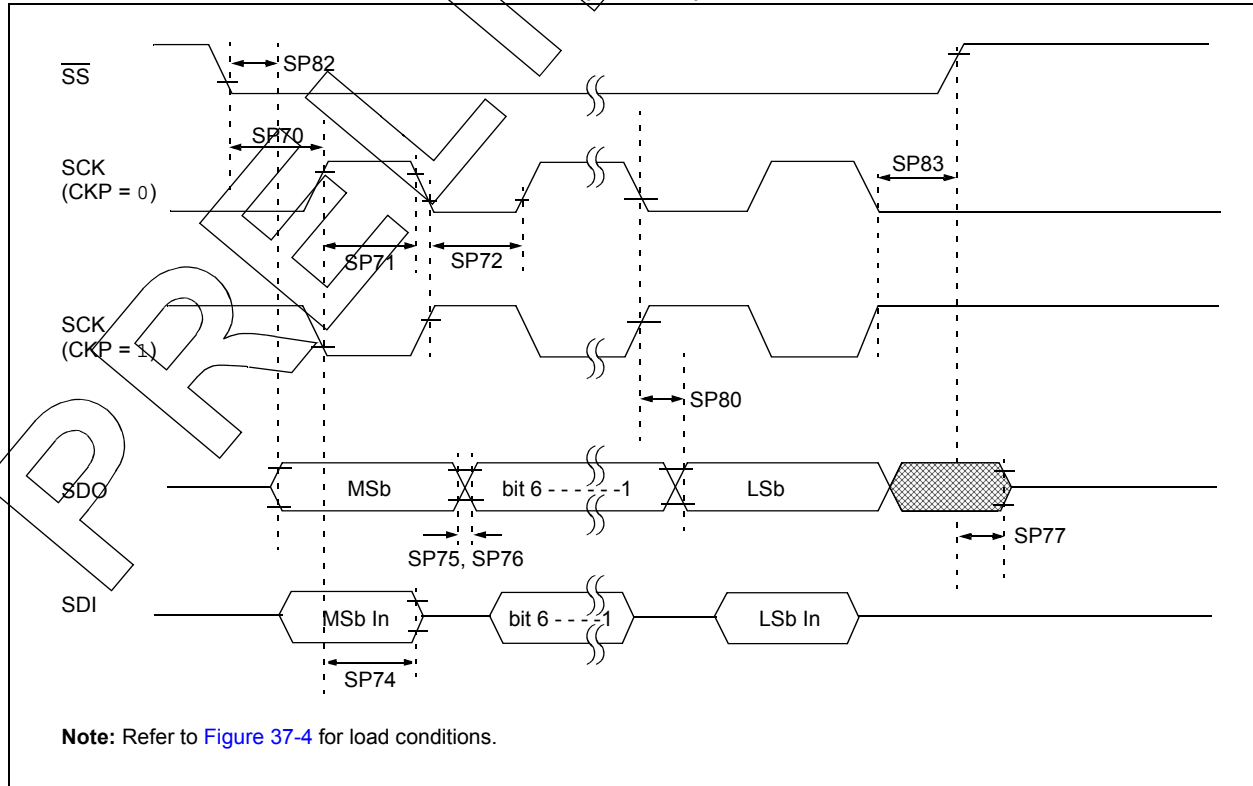 SS
SP82
SP70
SCK
(CKP = 0)
SP83
SP71
SP72
SCK
(CKP = 1)
SP80
SDO
MSb
bit 6 - - - - - -1
LSb
SP77
SP75, SP76
SDI
MSb In
bit 6 - - - -1
LSb In
SP74
Note: Refer to Figure 37-4 for load conditions.